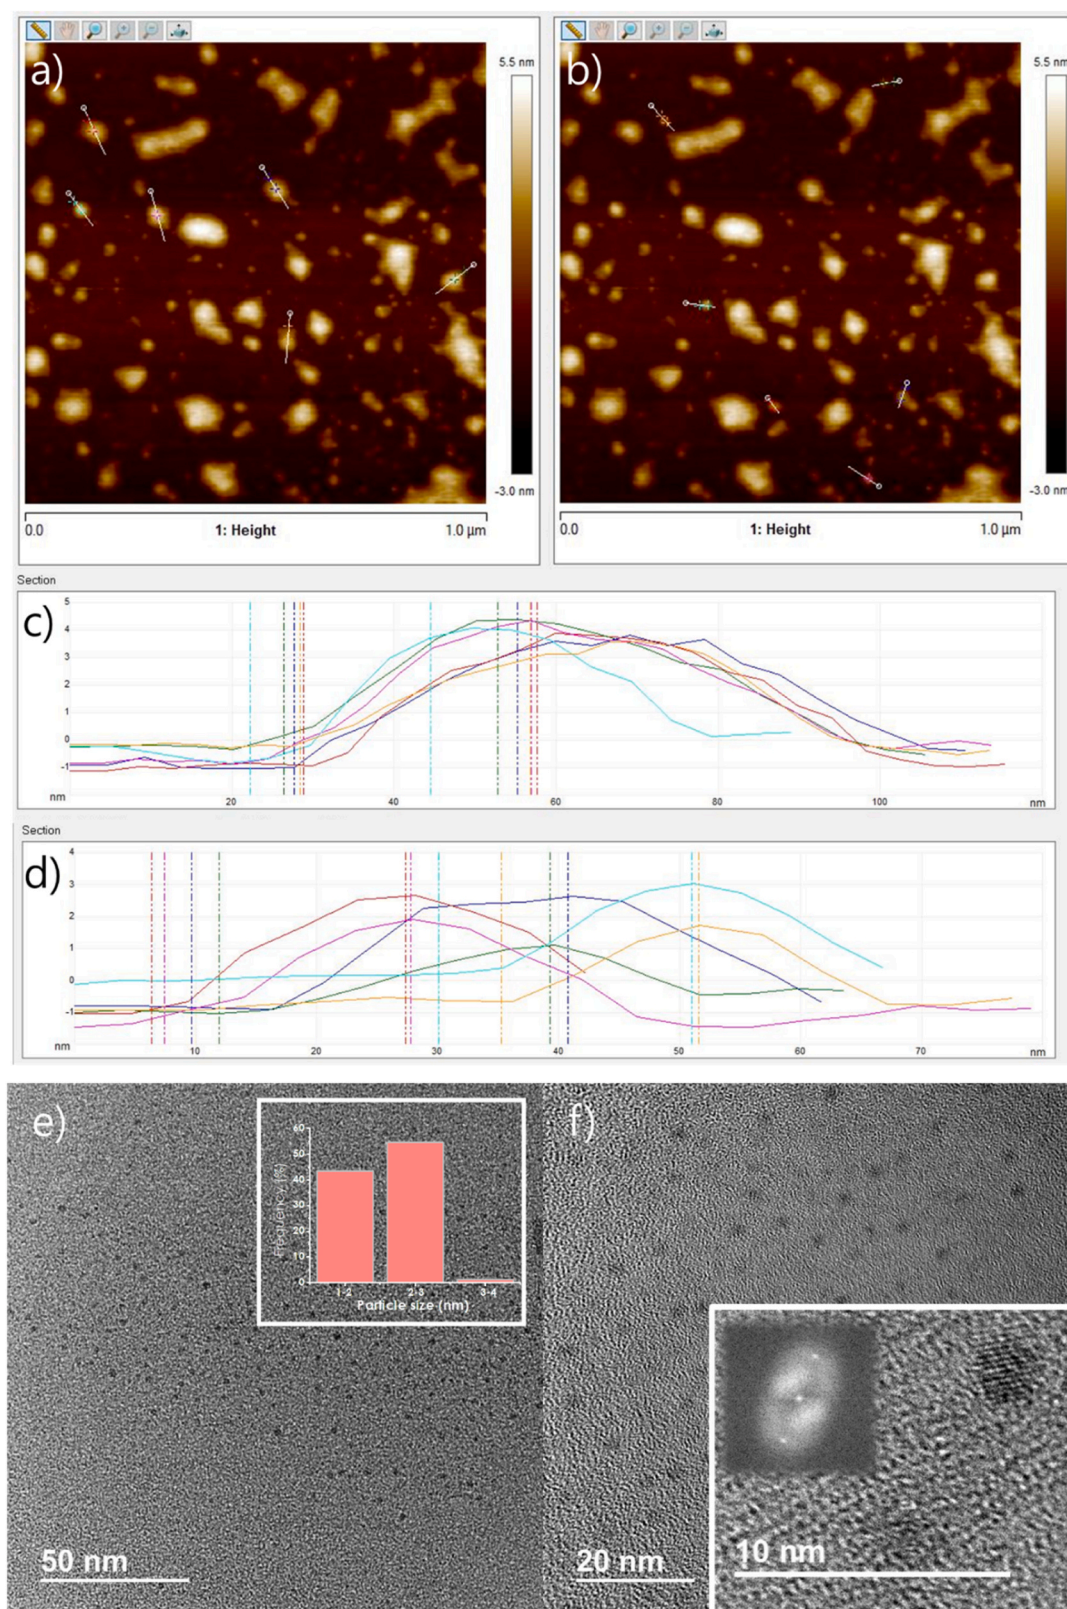 a)
5.5 nm
-3.0 nm
0.0
1: Height
1.0 µm
b)
5.5 nm
-3.0 nm
0.0
1: Height
1.0 µm
Section
c)
5
4
3
2
1
0
-1
nm
20
40
60
80
100
nm
Section
d)
4
3
2
1
0
-1
nm
10
20
30
40
50
60
70
nm
e)
60
50
40
30
20
10
0
Frequency (%)
1-2
2-3
3-4
Particle size (nm)
50 nm
f)
20 nm
10 nm